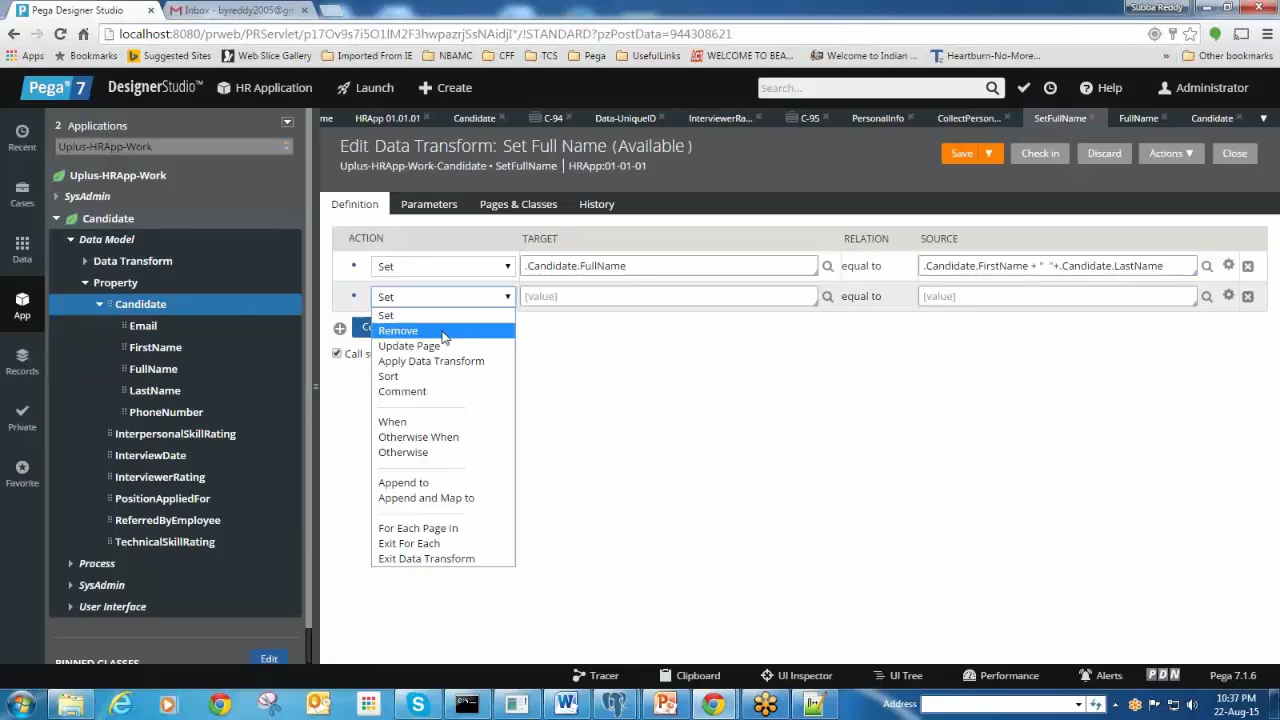 Pega Designer Studio
Inbox - byreddy2005@gm
Subba Reddy
localhost:8080/prweb/PRServlet/p17Ov9s7i5O1lM2F3hwpazrjSsNAidjI*/!STANDARD?pzPostData=944308621
Apps
Bookmarks
Suggested Sites
Web Slice Gallery
Imported From IE
NBAMC
CFF
TCS
Pega
UsefulLinks
WELCOME TO BEA...
Welcome to Indian ...
Heartburn-No-More...
»
Other bookmarks
Pega 7
DesignerStudio™
HR Application
Launch
Create
Search...
Help
Administrator
Recent
Cases
Data
App
Records
Private
Favorite
2 Applications
Uplus-HRApp-Work
Uplus-HRApp-Work
SysAdmin
Candidate
Data Model
Data Transform
Property
Candidate
Email
FirstName
FullName
LastName
PhoneNumber
InterpersonalSkillRating
InterviewDate
InterviewerRating
PositionAppliedFor
ReferredByEmployee
TechnicalSkillRating
Process
SysAdmin
User Interface
PINNED CLASSES
Edit
me
HRApp 01.01.01
Candidate
C-94
Data-UniqueID
InterviewerRa...
C-95
PersonalInfo
CollectPerson...
SetFullName
FullName
Candidate
Edit Data Transform: Set Full Name (Available)
Uplus-HRApp-Work-Candidate • SetFullName | HRApp:01-01-01
Save
Check in
Discard
Actions
Close
Definition
Parameters
Pages & Classes
History
ACTION
TARGET
RELATION
SOURCE
Set
.Candidate.FullName
equal to
.Candidate.FirstName + " "+.Candidate.LastName
Set
[value]
equal to
[value]
Co
Call s
Set
Remove
Update Page
Apply Data Transform
Sort
Comment
When
Otherwise When
Otherwise
Append to
Append and Map to
For Each Page In
Exit For Each
Exit Data Transform
Tracer
Clipboard
UI Inspector
UI Tree
Performance
Alerts
PDN
Pega 7.1.6
Address
10:37 PM
22-Aug-15